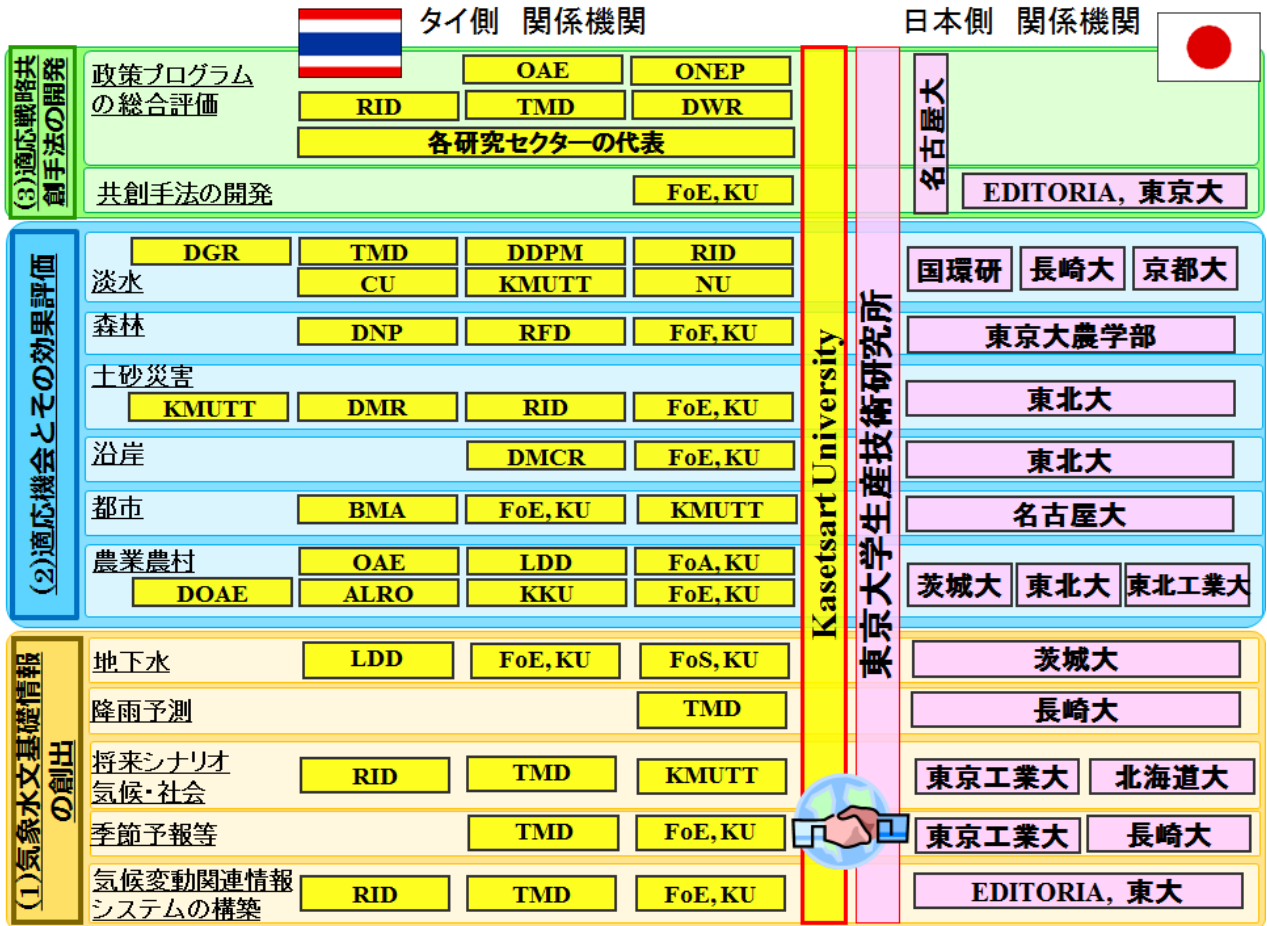 タイ側 関係機関
日本側 関係機関
(3)適応戦略共
創手法の開発
政策プログラム
の総合評価
OAE
ONEP
RID
TMD
DWR
各研究セクターの代表
名古屋大
共創手法の開発
FoE, KU
EDITORIA, 東京大
Kasetsart University
東京大学生産技術研究所
(2)適応機会とその効果評価
淡水
DGR
TMD
DDPM
RID
CU
KMUTT
NU
国環研
長崎大
京都大
森林
DNP
RFD
FoF, KU
東京大農学部
土砂災害
KMUTT
DMR
RID
FoE, KU
東北大
沿岸
DMCR
FoE, KU
東北大
都市
BMA
FoE, KU
KMUTT
名古屋大
農業農村
OAE
LDD
FoA, KU
DOAE
ALRO
KKU
FoE, KU
茨城大
東北大
東北工業大
(1)気象水文基礎情報
の創出
地下水
LDD
FoE, KU
FoS, KU
茨城大
降雨予測
TMD
長崎大
将来シナリオ
気候・社会
RID
TMD
KMUTT
東京工業大
北海道大
季節予報等
TMD
FoE, KU
東京工業大
長崎大
気候変動関連情報
システムの構築
RID
TMD
FoE, KU
EDITORIA, 東大